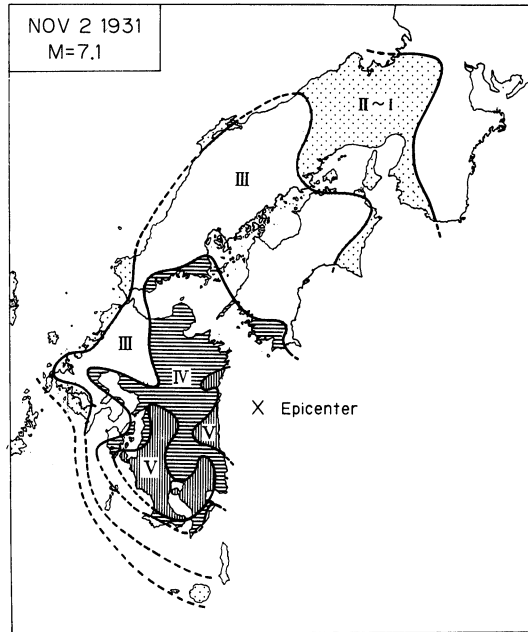 NOV 2 1931
M=7.1
II～I
III
III
IV
V
X Epicenter
V